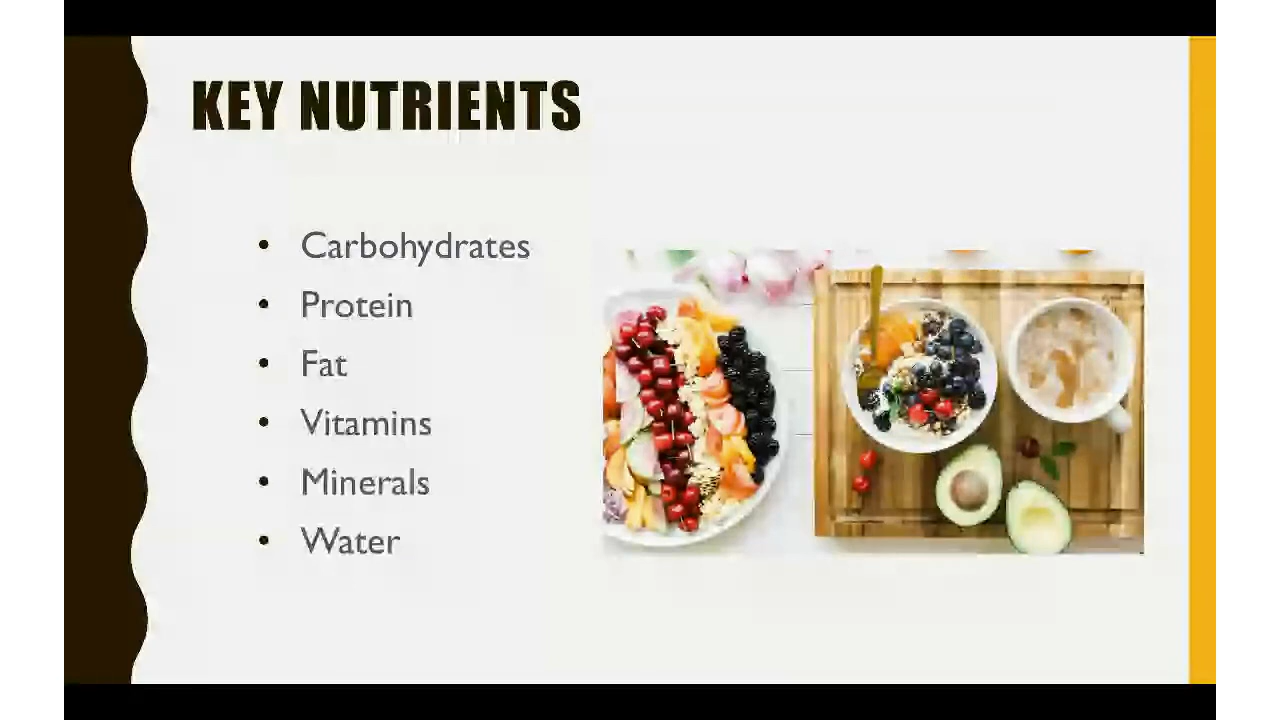 KEY NUTRIENTS
• Carbohydrates
• Protein
• Fat
• Vitamins
• Minerals
• Water